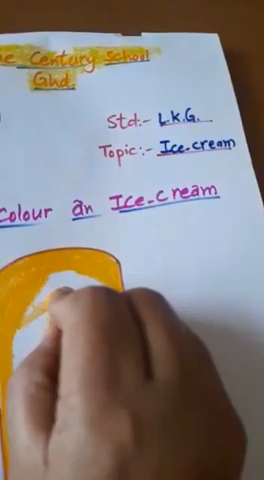 Century School
Ghd
Std:- L.K.G.
Topic:- Ice-cream
Colour an Ice-Cream